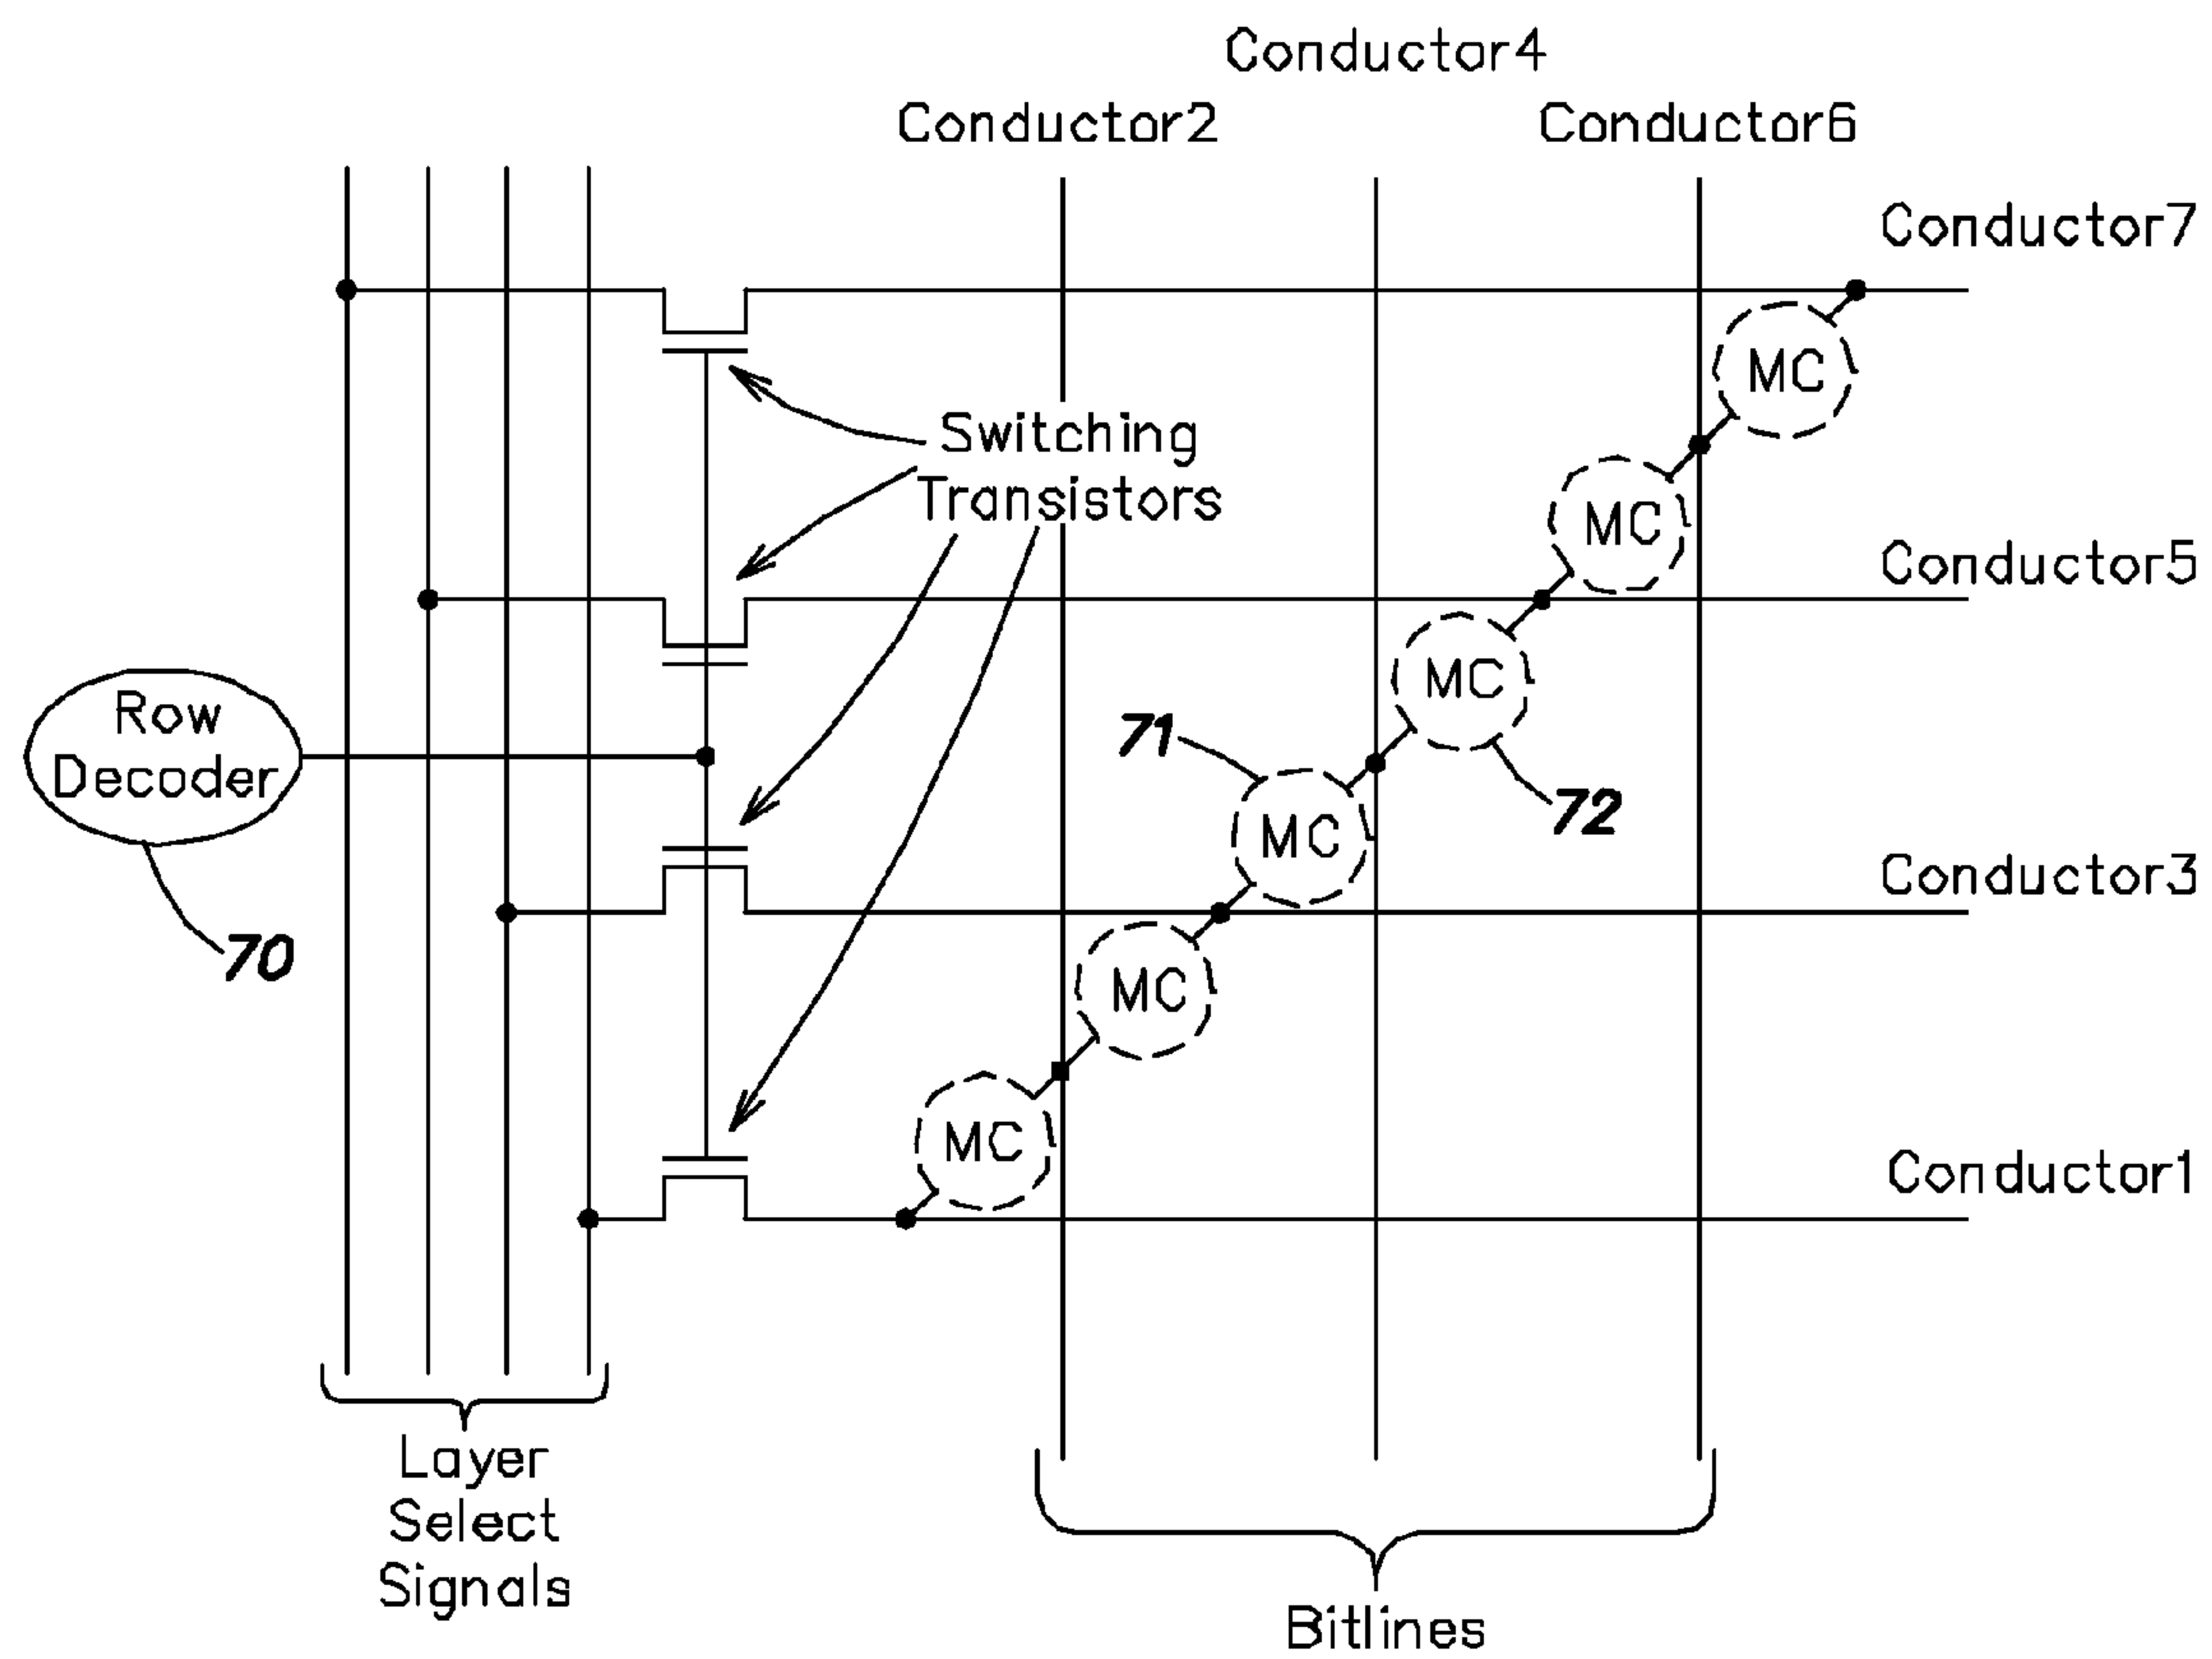 Conductor4
Conductor2
Conductor6
Conductor7
MC
Switching
Transistors
MC
Conductor5
MC
Row
Decoder
71
72
MC
Conductor3
70
MC
MC
Conductor1
Layer
Select
Signals
Bitlines